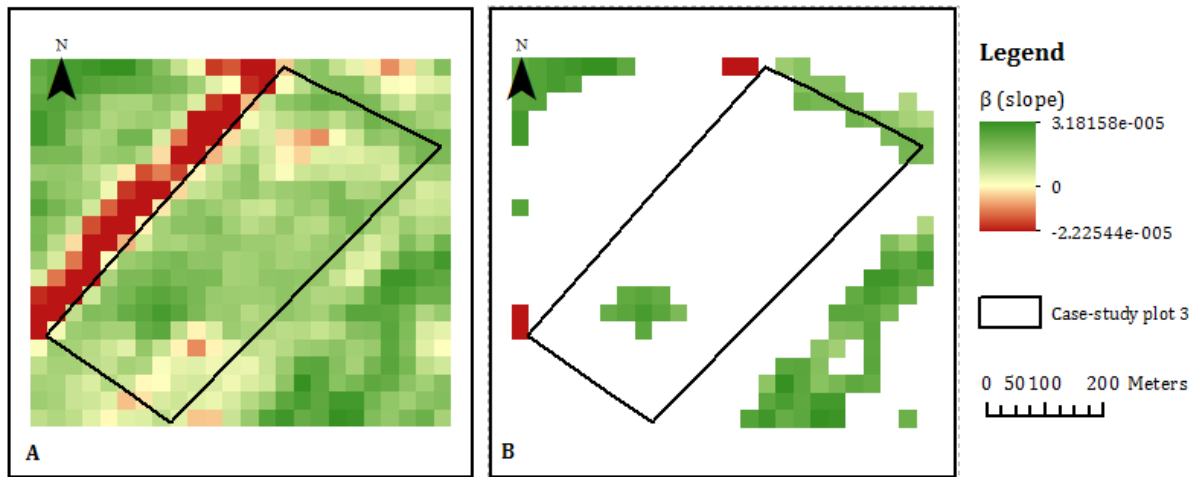 N
A
N
B
Legend
β (slope)
3.18158e-005
0
-2.22544e-005
Case-study plot 3
0 50 100 200 Meters